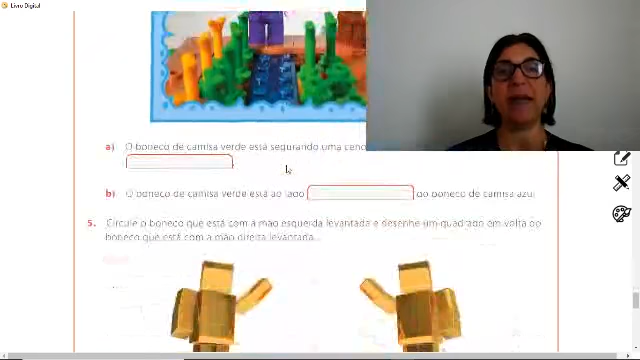 Livro Digital
a) O boneco de camisa verde está segurando uma ceno
b) O boneco de camisa verde está ao lado do boneco de camisa azul
5. Circule o boneco que está com a mão esquerda levantada e desenhe um quadrado em volta do
boneco que está com a mão direita levantada.